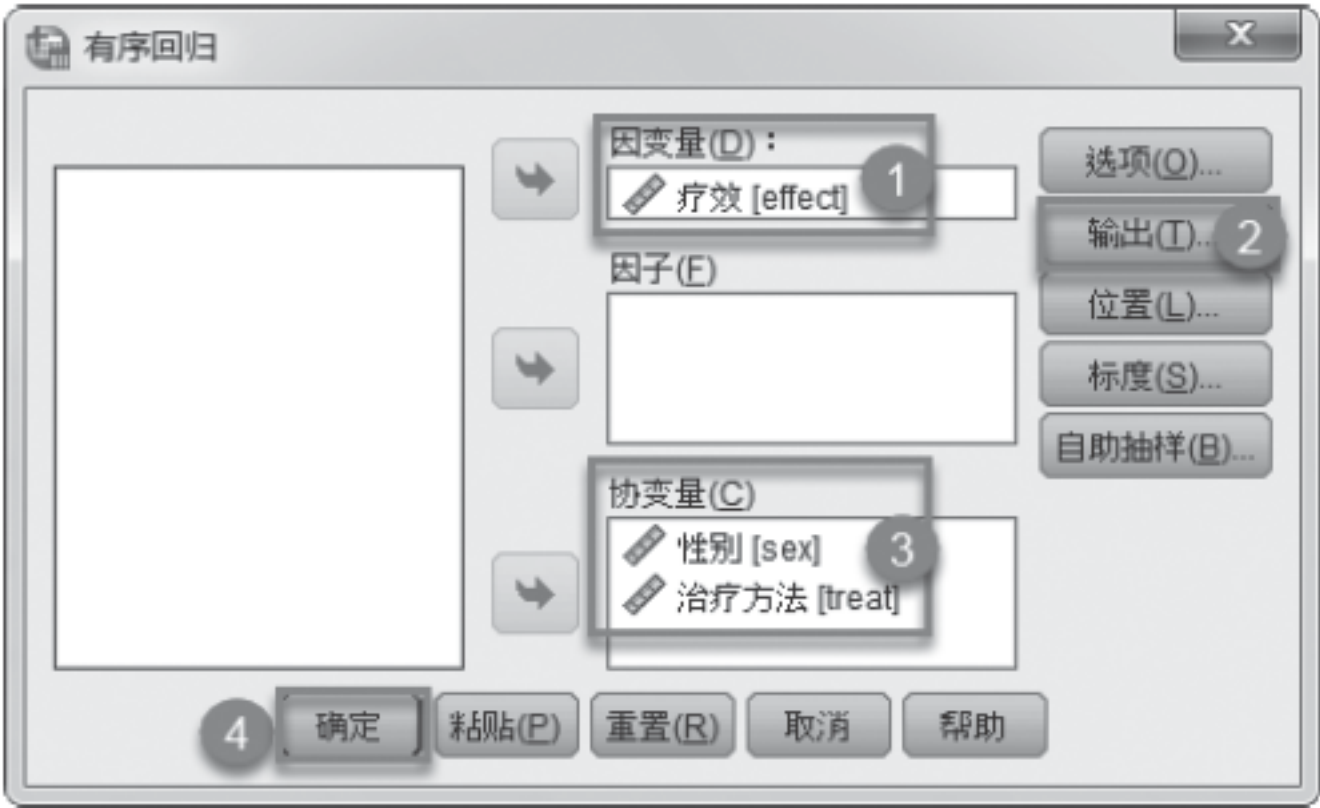 有序回归
因变量(D)：
疗效 [effect]
1
因子(F)
协变量(C)
性别 [sex]
治疗方法 [treat]
3
选项(O)...
输出(T)...
2
位置(L)...
标度(S)...
自助抽样(B)...
4
确定
粘贴(P)
重置(R)
取消
帮助